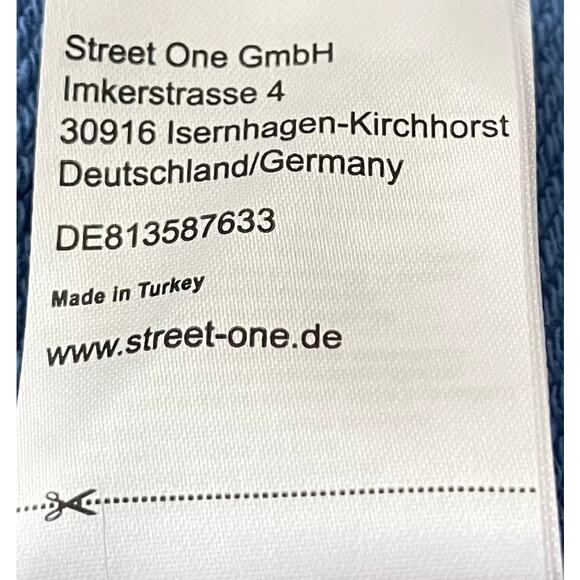 Street One GmbH
Imkerstrasse 4
30916 Isernhagen-Kirchhorst
Deutschland/Germany
DE813587633
Made in Turkey
www.street-one.de